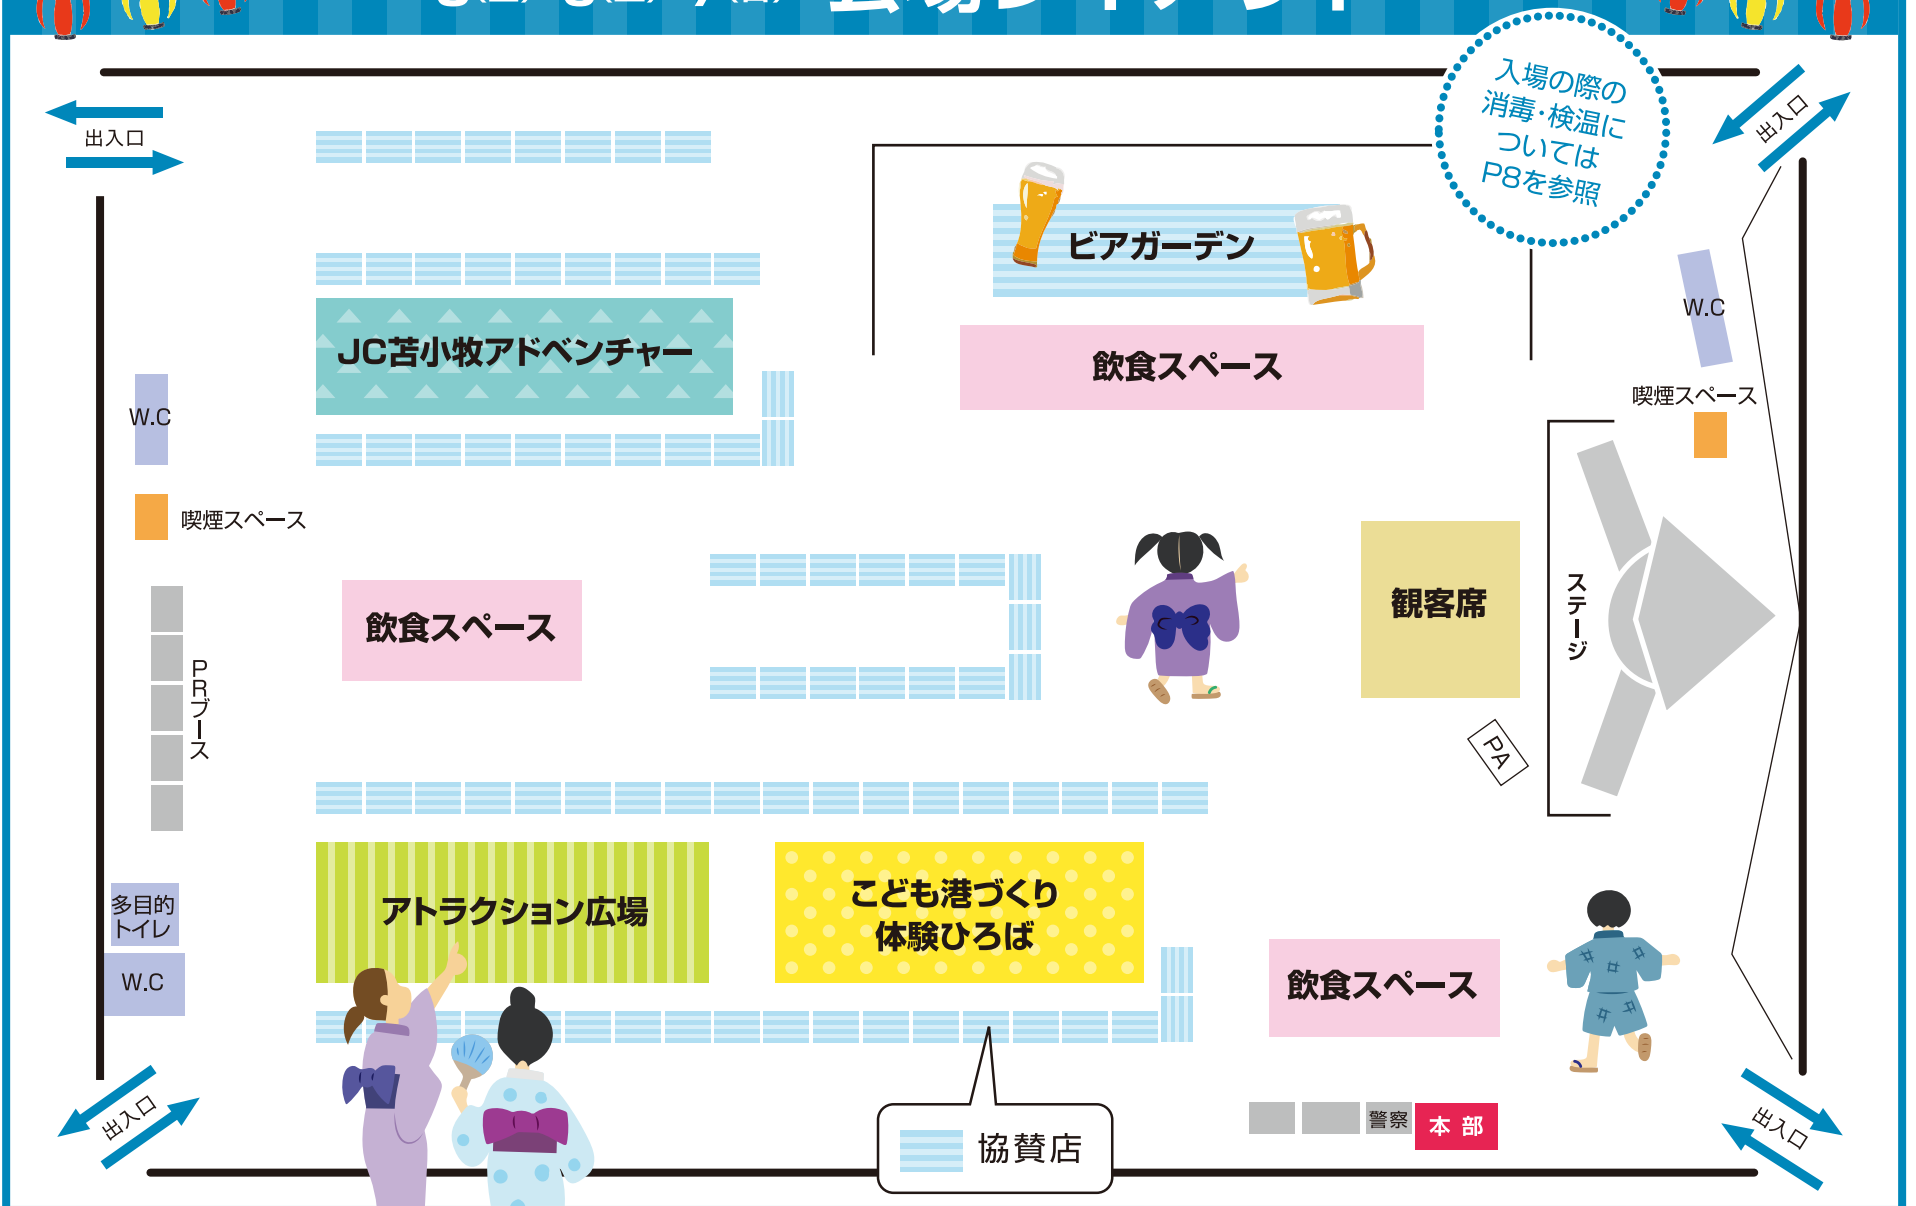 出入口
入場の際の
消毒・検温に
ついては
P8を参照
出入口
ビアガーデン
W.C
JC苫小牧アドベンチャー
飲食スペース
喫煙スペース
W.C
喫煙スペース
飲食スペース
観客席
ステージ
PRブース
PA
アトラクション広場
こども港づくり
体験ひろば
多目的
トイレ
W.C
飲食スペース
出入口
協賛店
警察
本部
出入口